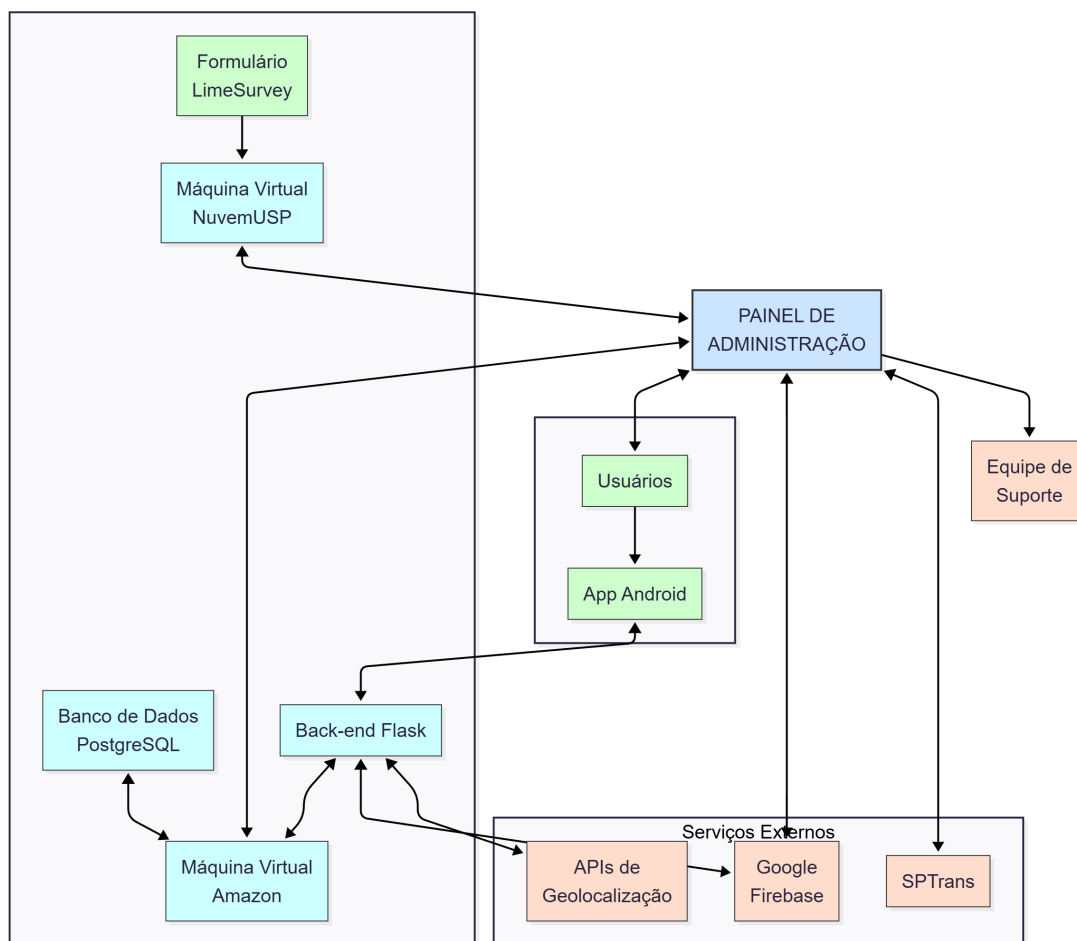 Formulário
LimeSurvey
Máquina Virtual
NuvemUSP
PAINEL DE
ADMINISTRAÇÃO
Usuários
Equipe de
Suporte
App Android
Banco de Dados
PostgreSQL
Back-end Flask
Serviços Externos
Máquina Virtual
Amazon
APIs de
Geolocalização
Google
Firebase
SPTrans